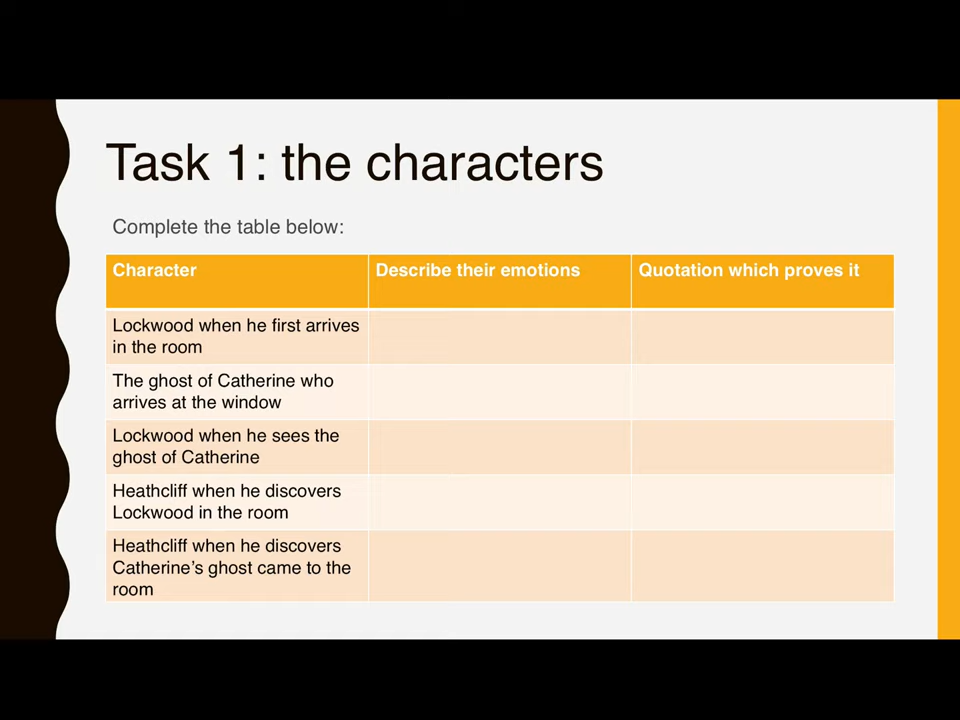 Task 1: the characters
Complete the table below:
Character
Describe their emotions
Quotation which proves it
Lockwood when he first arrives
in the room
The ghost of Catherine who
arrives at the window
Lockwood when he sees the
ghost of Catherine
Heathcliff when he discovers
Lockwood in the room
Heathcliff when he discovers
Catherine’s ghost came to the
room